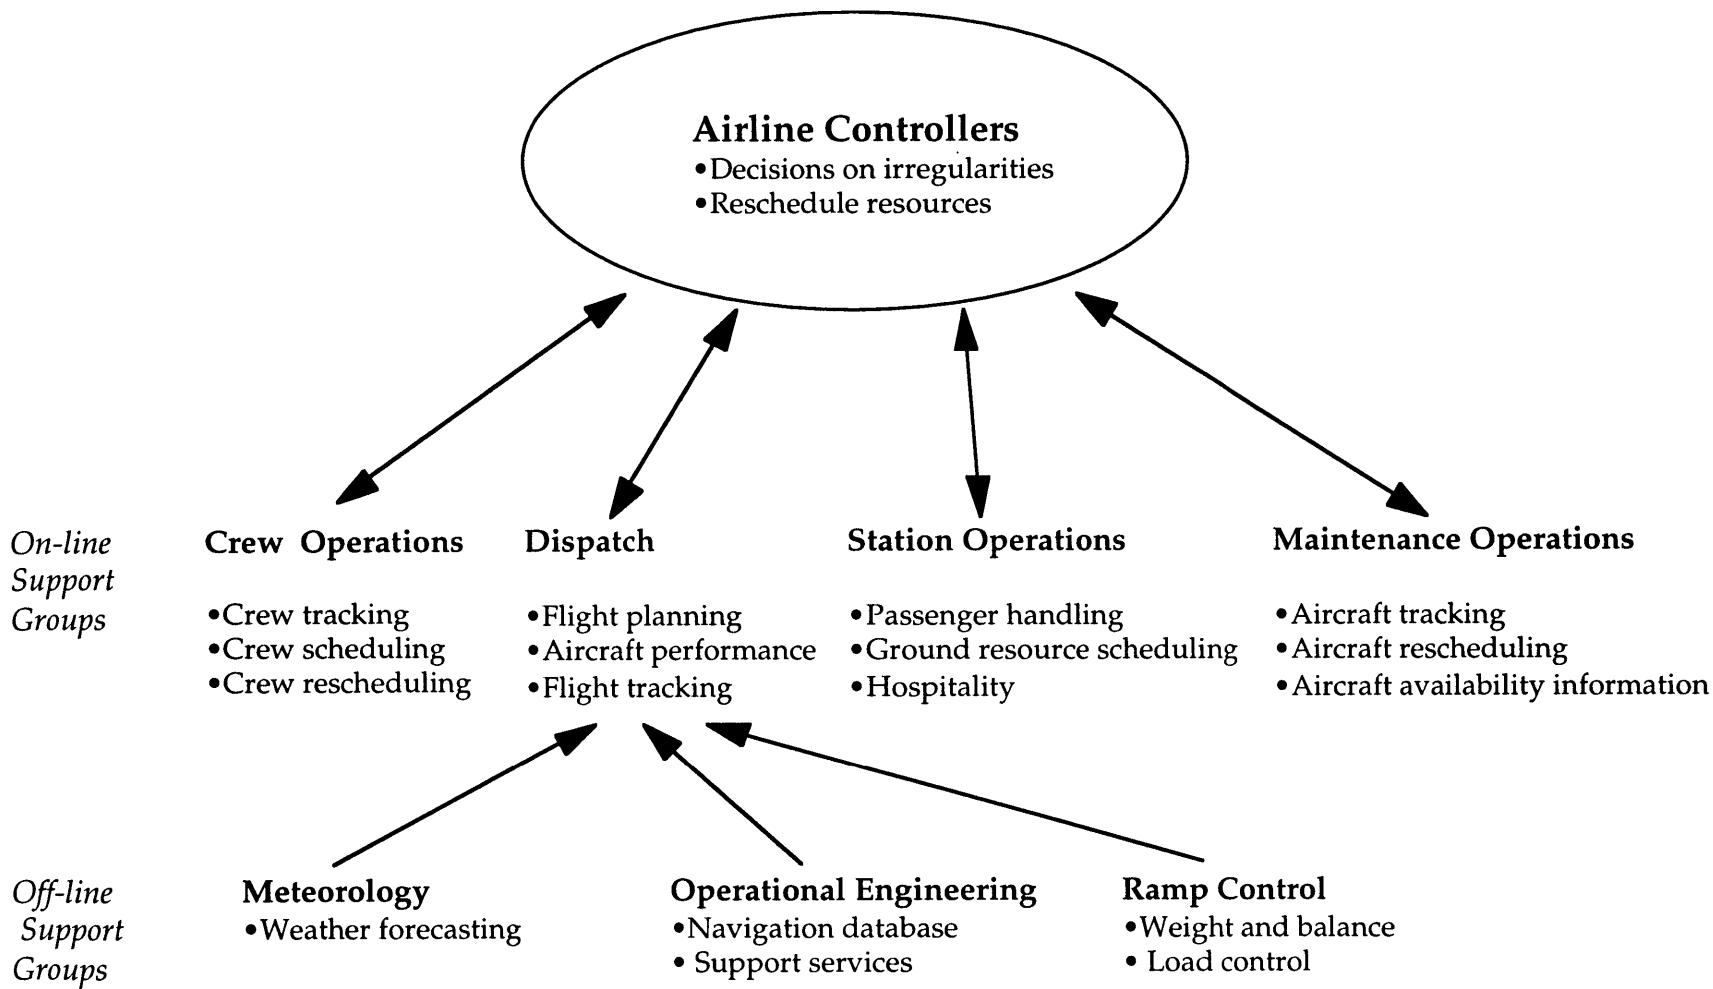 Airline Controllers
•Decisions on irregularities
•Reschedule resources
On-line
Support
Groups
Crew Operations
•Crew tracking
•Crew scheduling
•Crew rescheduling
Dispatch
•Flight planning
•Aircraft performance
•Flight tracking
Station Operations
•Passenger handling
•Ground resource scheduling
•Hospitality
Maintenance Operations
•Aircraft tracking
•Aircraft rescheduling
•Aircraft availability information
Off-line
Support
Groups
Meteorology
•Weather forecasting
Operational Engineering
•Navigation database
• Support services
Ramp Control
•Weight and balance
• Load control